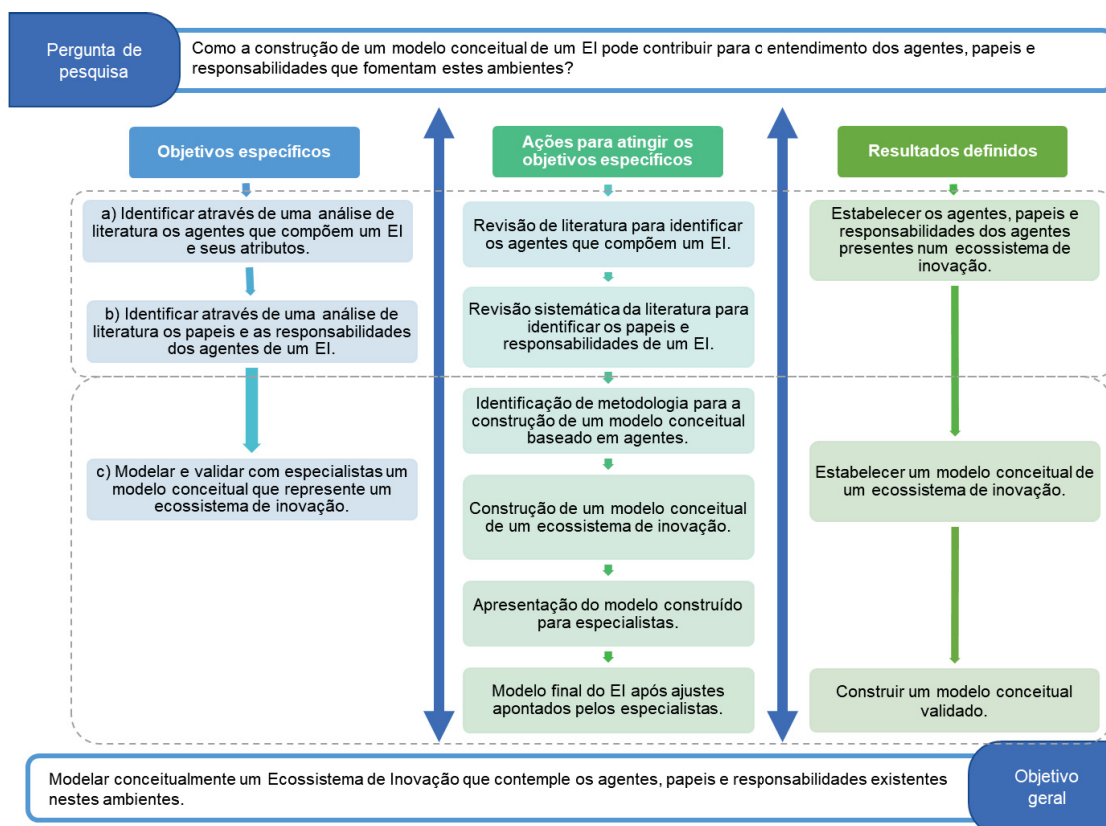 Pergunta de
pesquisa
Como a construção de um modelo conceitual de um EI pode contribuir para c entendimento dos agentes, papeis e
responsabilidades que fomentam estes ambientes?
Objetivos específicos
a) Identificar através de uma análise de
literatura os agentes que compõem um EI
e seus atributos.
b) Identificar através de uma análise de
literatura os papeis e as responsabilidades
dos agentes de um EI.
c) Modelar e validar com especialistas um
modelo conceitual que represente um
ecossistema de inovação.
Ações para atingir os
objetivos específicos
Revisão de literatura para identificar
os agentes que compõem um EI.
Revisão sistemática da literatura para
identificar os papeis e
responsabilidades de um EI.
Identificação de metodologia para a
construção de um modelo conceitual
baseado em agentes.
Construção de um modelo conceitual
de um ecossistema de inovação.
Apresentação do modelo construído
para especialistas.
Modelo final do EI após ajustes
apontados pelos especialistas.
Resultados definidos
Estabelecer os agentes, papeis e
responsabilidades dos agentes
presentes num ecossistema de
inovação.
Estabelecer um modelo conceitual de
um ecossistema de inovação.
Construir um modelo conceitual
validado.
Modelar conceitualmente um Ecossistema de Inovação que contemple os agentes, papeis e responsabilidades existentes
nestes ambientes.
Objetivo
geral